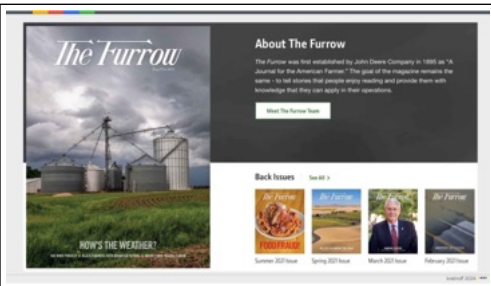 The Furrow
About The Furrow
The Furrow was first established by John Deere Company in 1895 as "A
Journal for the American Farmer." The goal of the magazine remains the
same - to tell stories that people enjoy reading and provide them with
knowledge that they can apply in their operations.
Meet The Furrow Team
HOW'S THE WEATHER?
Back Issues
See All >
The Furrow
FOOD FRAUD!
The Furrow
The Furrow
The Furrow
Summer 2021 Issue
Spring 2021 Issue
March 2021 Issue
February 2021 Issue